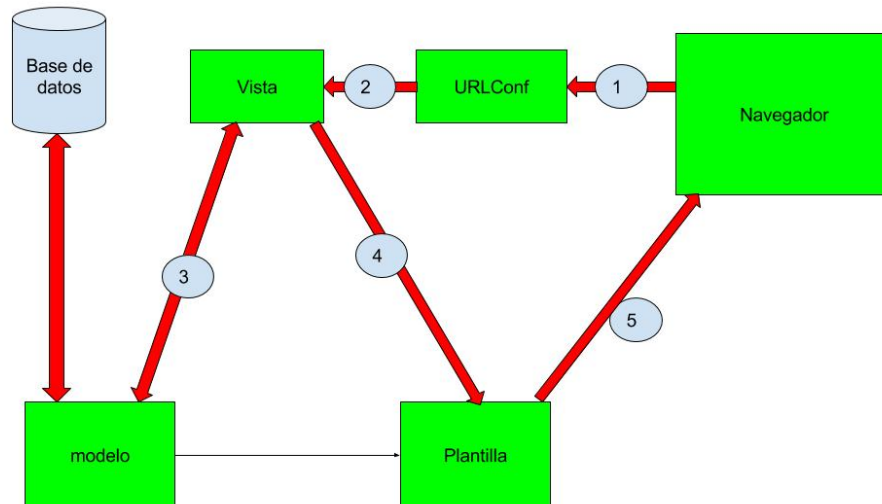 Base de
datos
Vista
2
URLConf
1
Navegador
3
4
5
modelo
Plantilla